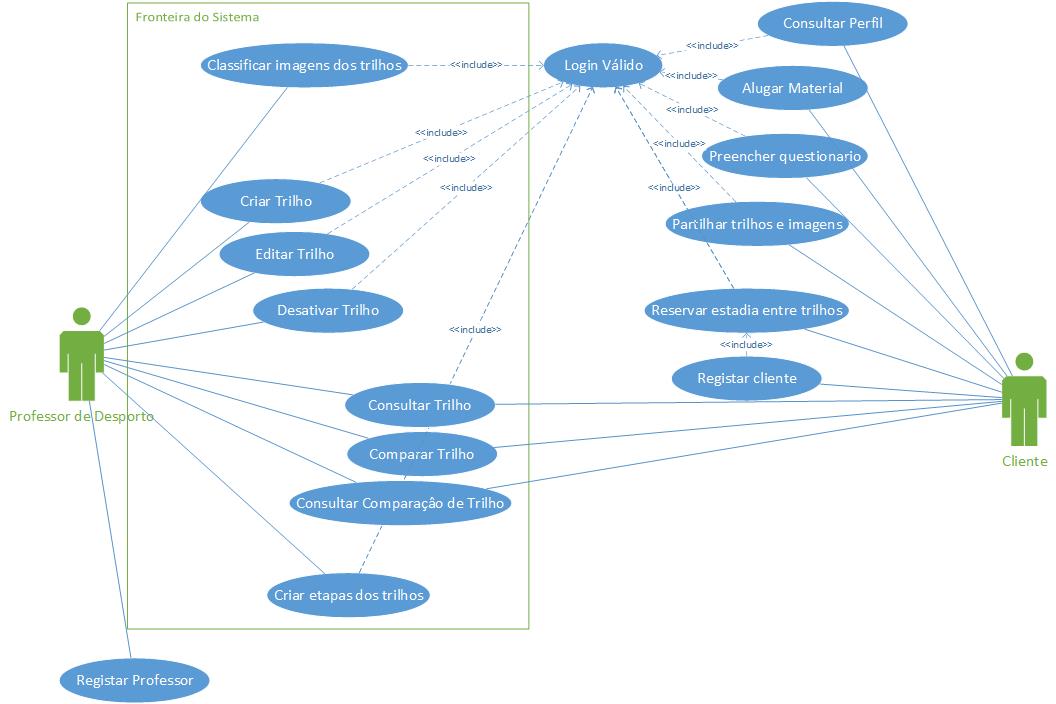 Fronteira do Sistema
Consultar Perfil
Classificar imagens dos trilhos
<<include>>
Login Válido
<<include>>
<<include>>
Alugar Material
<<include>>
<<include>>
<<include>>
Preencher questionario
<<include>>
<<include>>
<<include>>
Criar Trilho
Partilhar trilhos e imagens
Editar Trilho
Desativar Trilho
Reservar estadia entre trilhos
<<include>>
<<include>>
Registar cliente
Consultar Trilho
Professor de Desporto
Comparar Trilho
Cliente
Consultar Comparação de Trilho
Criar etapas dos trilhos
Registar Professor